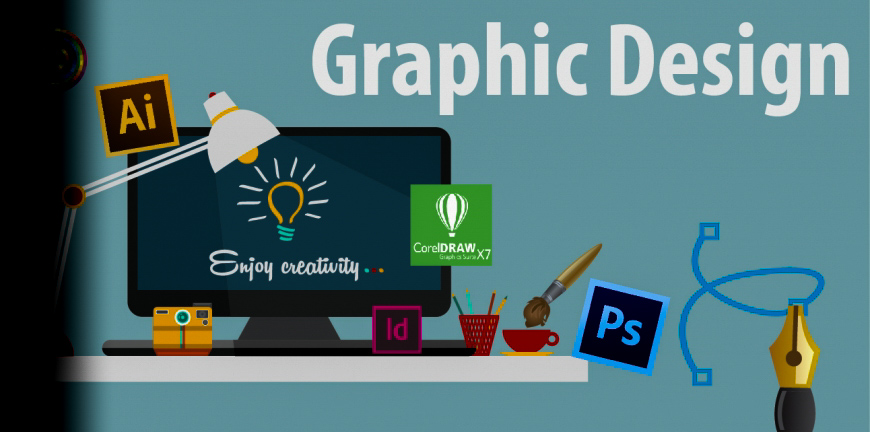 Graphic Design
Ai
Enjoy creativity...
CorelDRAW
Graphics Suite X7
Id
Ps